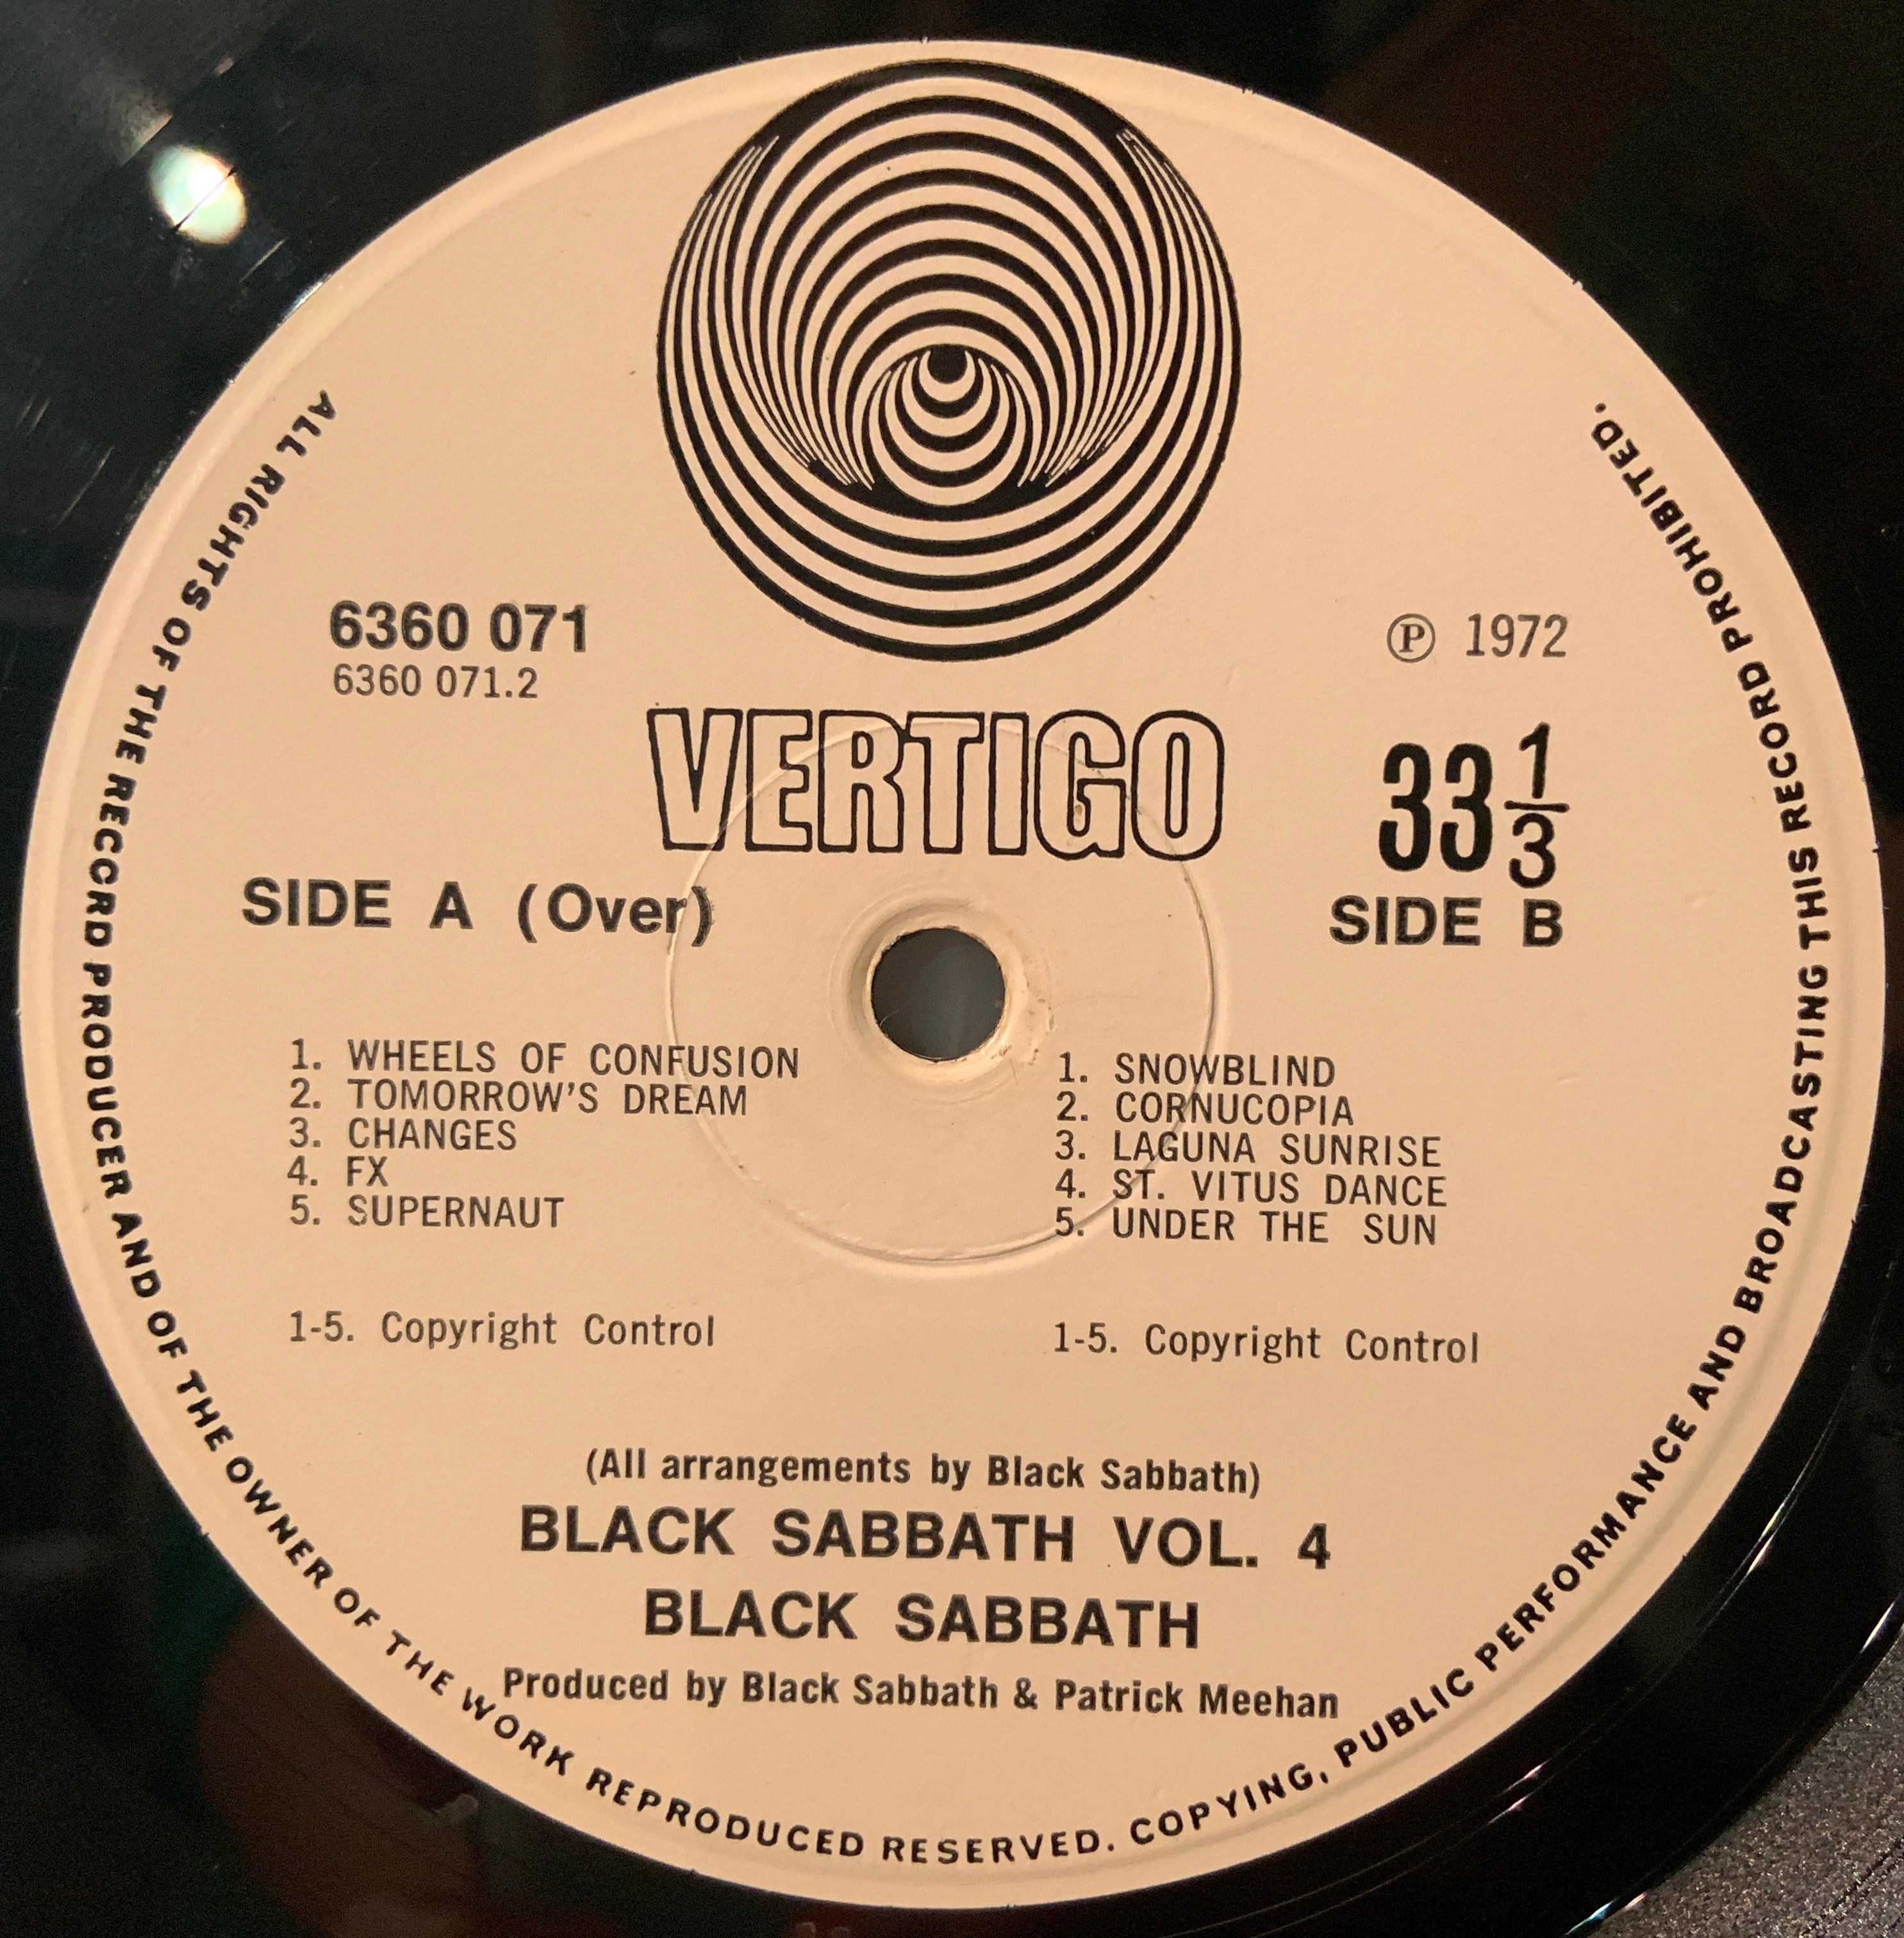 6360 071
6360 071.2
℗ 1972
VERTIGO
33 1/3
SIDE A (Over)
SIDE B
1. WHEELS OF CONFUSION
2. TOMORROW'S DREAM
3. CHANGES
4. FX
5. SUPERNAUT
1-5. Copyright Control
1. SNOWBLIND
2. CORNUCOPIA
3. LAGUNA SUNRISE
4. ST. VITUS DANCE
5. UNDER THE SUN
1-5. Copyright Control
(All arrangements by Black Sabbath)
BLACK SABBATH VOL. 4
BLACK SABBATH
Produced by Black Sabbath & Patrick Meehan
ALL RIGHTS OF THE RECORD PRODUCER AND OF THE OWNER OF THE WORK REPRODUCED RESERVED. COPYING, PUBLIC PERFORMANCE AND BROADCASTING THIS RECORD PROHIBITED.